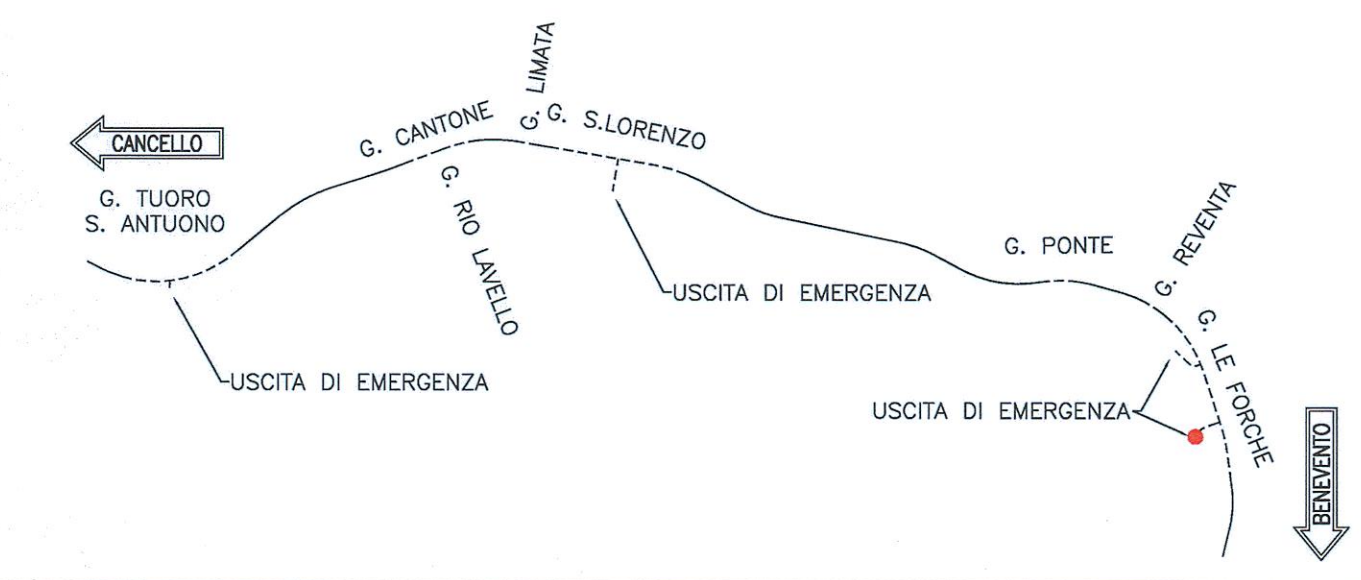 CANCELLO
G. TUORO
S. ANTUONO
G. CANTONE
G. RIO LAVELLO
G. LIMATA
G. S.LORENZO
USCITA DI EMERGENZA
USCITA DI EMERGENZA
G. PONTE
G. REVENTA
G. LE FORCHE
USCITA DI EMERGENZA
BENEVENTO